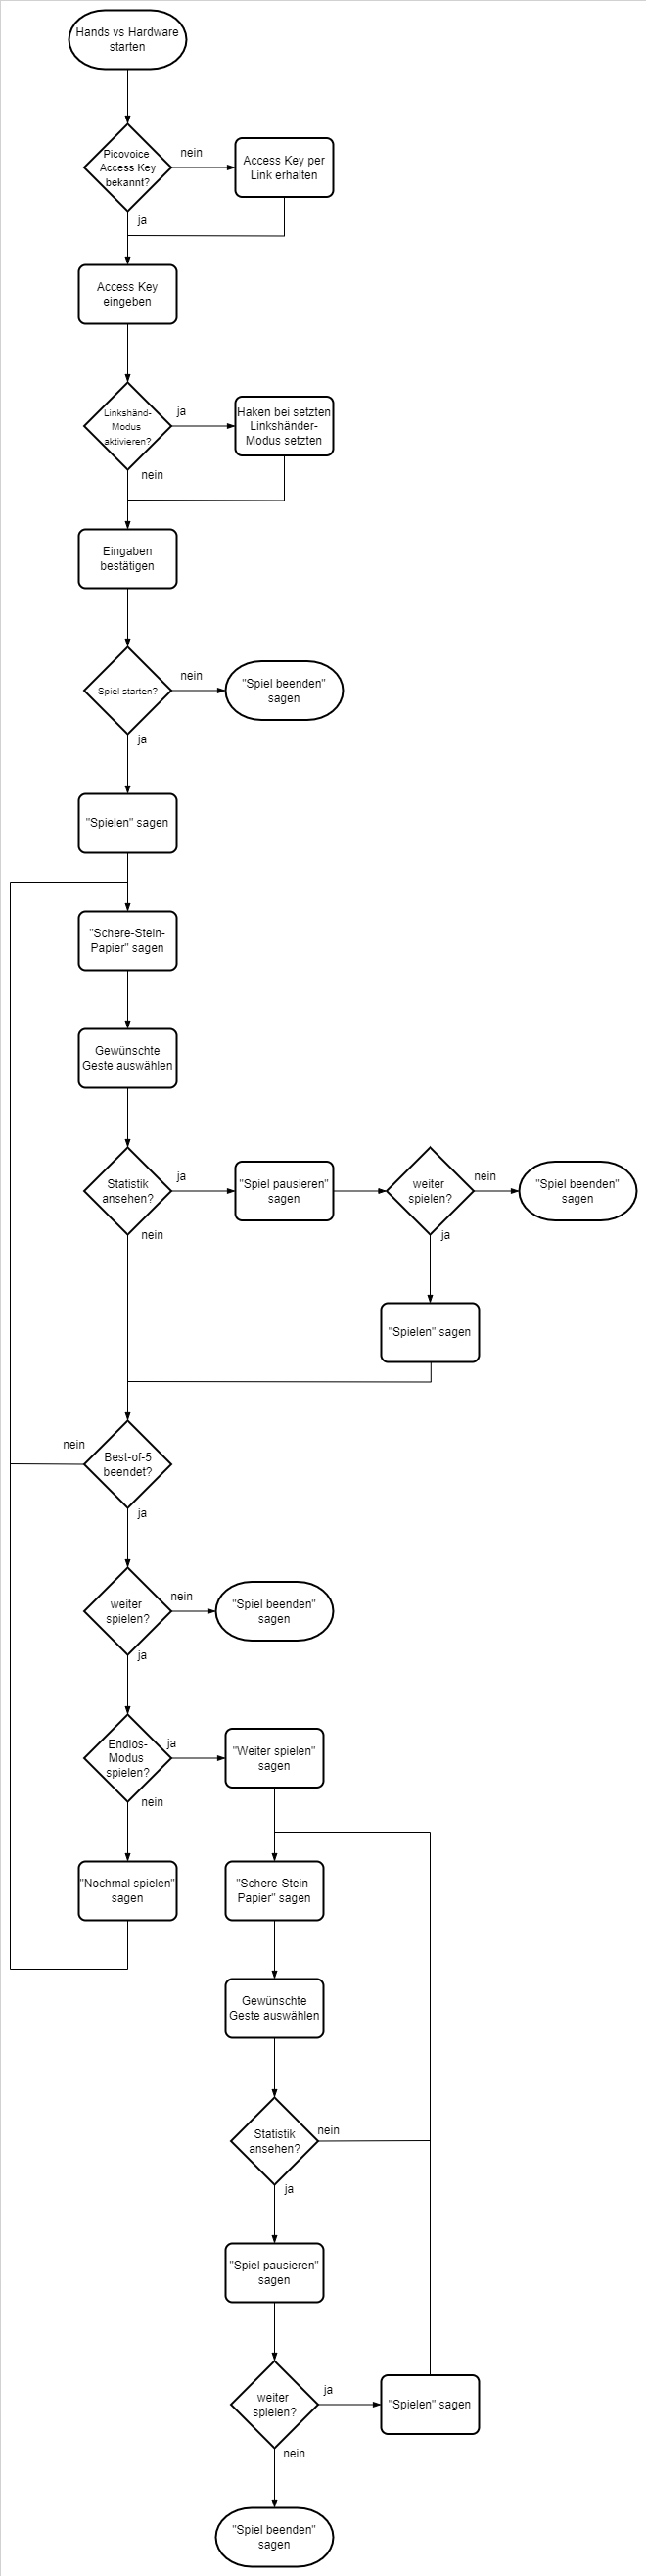 Hands vs Hardware
starten
Picovoice
Access Key
bekannt?
nein
Access Key per
Link erhalten
ja
Access Key
eingeben
Linkshänd-
Modus
aktivieren?
ja
Haken bei setzten
Linkshänder-
Modus setzten
nein
Eingaben
bestätigen
Spiel starten?
nein
"Spiel beenden"
sagen
ja
"Spielen" sagen
"Schere-Stein-
Papier" sagen
Gewünschte
Geste auswählen
Statistik
ansehen?
ja
"Spiel pausieren"
sagen
weiter
spielen?
nein
"Spiel beenden"
sagen
nein
ja
"Spielen" sagen
nein
Best-of-5
beendet?
ja
weiter
spielen?
nein
"Spiel beenden"
sagen
ja
Endlos-
Modus
spielen?
ja
"Weiter spielen"
sagen
nein
"Nochmal spielen"
sagen
"Schere-Stein-
Papier" sagen
Gewünschte
Geste auswählen
Statistik
ansehen?
nein
ja
"Spiel pausieren"
sagen
weiter
spielen?
ja
"Spielen" sagen
nein
"Spiel beenden"
sagen